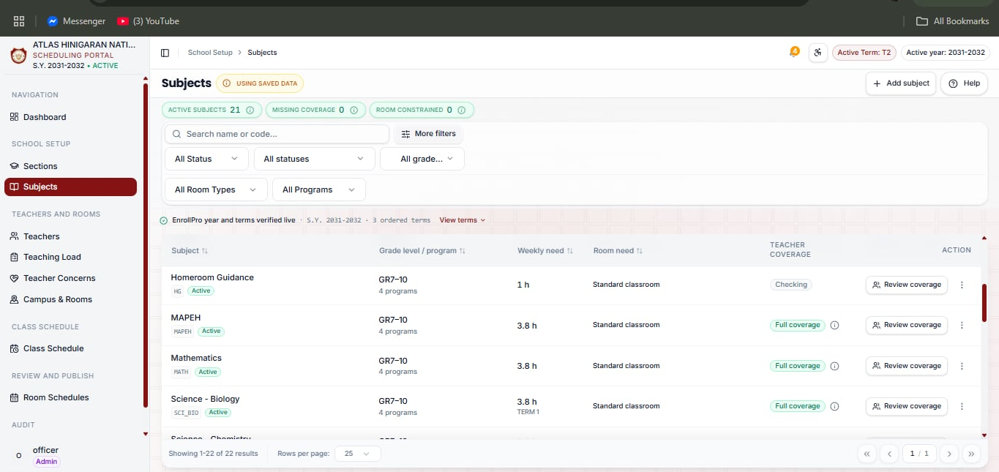 Messenger
(3) YouTube
All Bookmarks
ATLAS HINIGARAN NATI...
SCHEDULING PORTAL
S.Y. 2031-2032 • ACTIVE
NAVIGATION
Dashboard
SCHOOL SETUP
Sections
Subjects
TEACHERS AND ROOMS
Teachers
Teaching Load
Teacher Concerns
Campus & Rooms
CLASS SCHEDULE
Class Schedule
REVIEW AND PUBLISH
Room Schedules
AUDIT
O
officer
Admin
School Setup > Subjects
4
Active Term: T2
Active year: 2031-2032
Subjects
USING SAVED DATA
+ Add subject
Help
ACTIVE SUBJECTS 21
MISSING COVERAGE 0
ROOM CONSTRAINED 0
Search name or code...
More filters
All Status
All statuses
All grade...
All Room Types
All Programs
EnrollPro year and terms verified live · S.Y. 2031-2032 · 3 ordered terms View terms
Subject
Grade level / program
Weekly need
Room need
TEACHER COVERAGE
ACTION
Homeroom Guidance
HG Active
GR7–10
4 programs
1 h
Standard classroom
Checking
Review coverage
MAPEH
MAPEH Active
GR7–10
4 programs
3.8 h
Standard classroom
Full coverage
Review coverage
Mathematics
MATH Active
GR7–10
4 programs
3.8 h
Standard classroom
Full coverage
Review coverage
Science - Biology
SCI_BIO Active
GR7–10
4 programs
3.8 h
TERM 1
Standard classroom
Full coverage
Review coverage
Science - Chemistry
Showing 1-22 of 22 results
Rows per page: 25
1 / 1